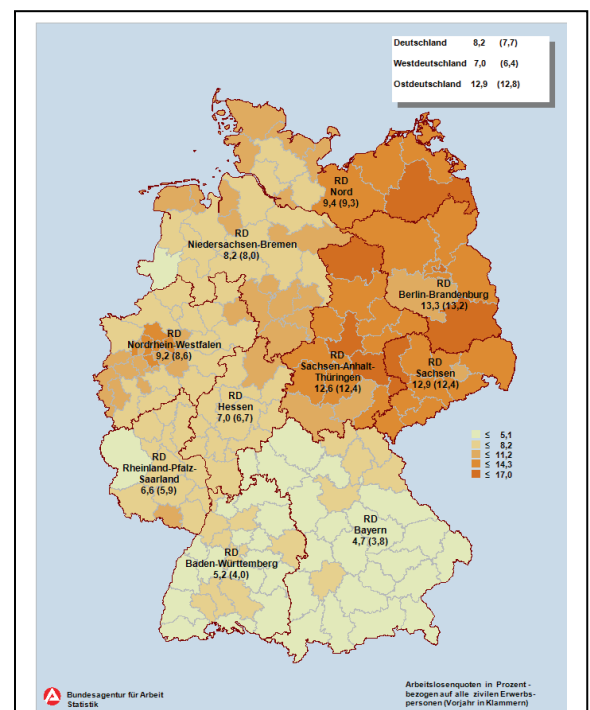 Deutschland 8,2 (7,7)
Westdeutschland 7,0 (6,4)
Ostdeutschland 12,9 (12,8)
RD
Nord
9,4 (9,3)
RD
Niedersachsen-Bremen
8,2 (8,0)
RD
Berlin-Brandenburg
13,3 (13,2)
RD
Nordrhein-Westfalen
9,2 (8,6)
RD
Sachsen-Anhalt-
Thüringen
12,6 (12,4)
RD
Sachsen
12,9 (12,4)
RD
Hessen
7,0 (6,7)
RD
Rheinland-Pfalz-
Saarland
6,6 (5,9)
≤ 5,1
≤ 8,2
≤ 11,2
≤ 14,3
≤ 17,0
RD
Bayern
4,7 (3,8)
RD
Baden-Württemberg
5,2 (4,0)
Bundesagentur für Arbeit
Statistik
Arbeitslosenquoten in Prozent -
bezogen auf alle zivilen Erwerbs-
personen (Vorjahr in Klammern)